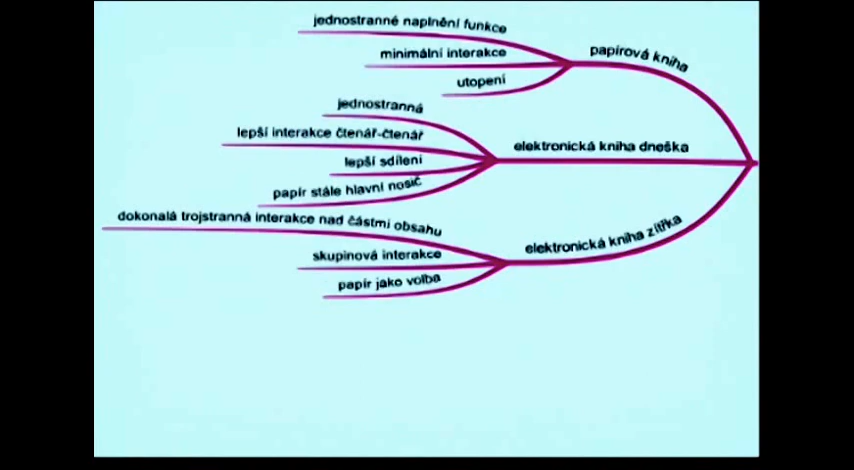 jednostranné naplnění funkce
minimální interakce
utopení
papírová kniha
jednostranná
lepší interakce čtenář-čtenář
lepší sdílení
papír stále hlavní nosič
elektronická kniha dneška
dokonalá trojstranná interakce nad částmi obsahu
skupinová interakce
papír jako volba
elektronická kniha zítřka